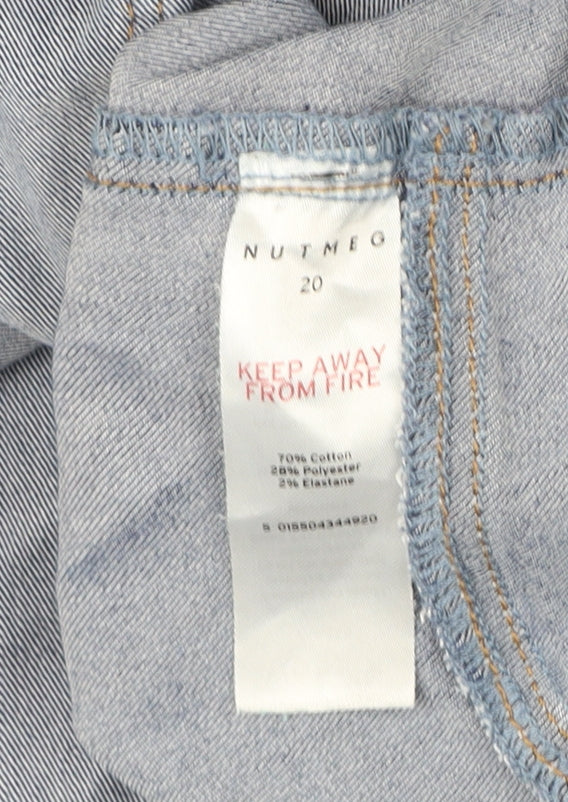 NUTMEG
20
KEEP AWAY
FROM FIRE
70% Cotton
28% Polyester
2% Elastane
5 015504344920